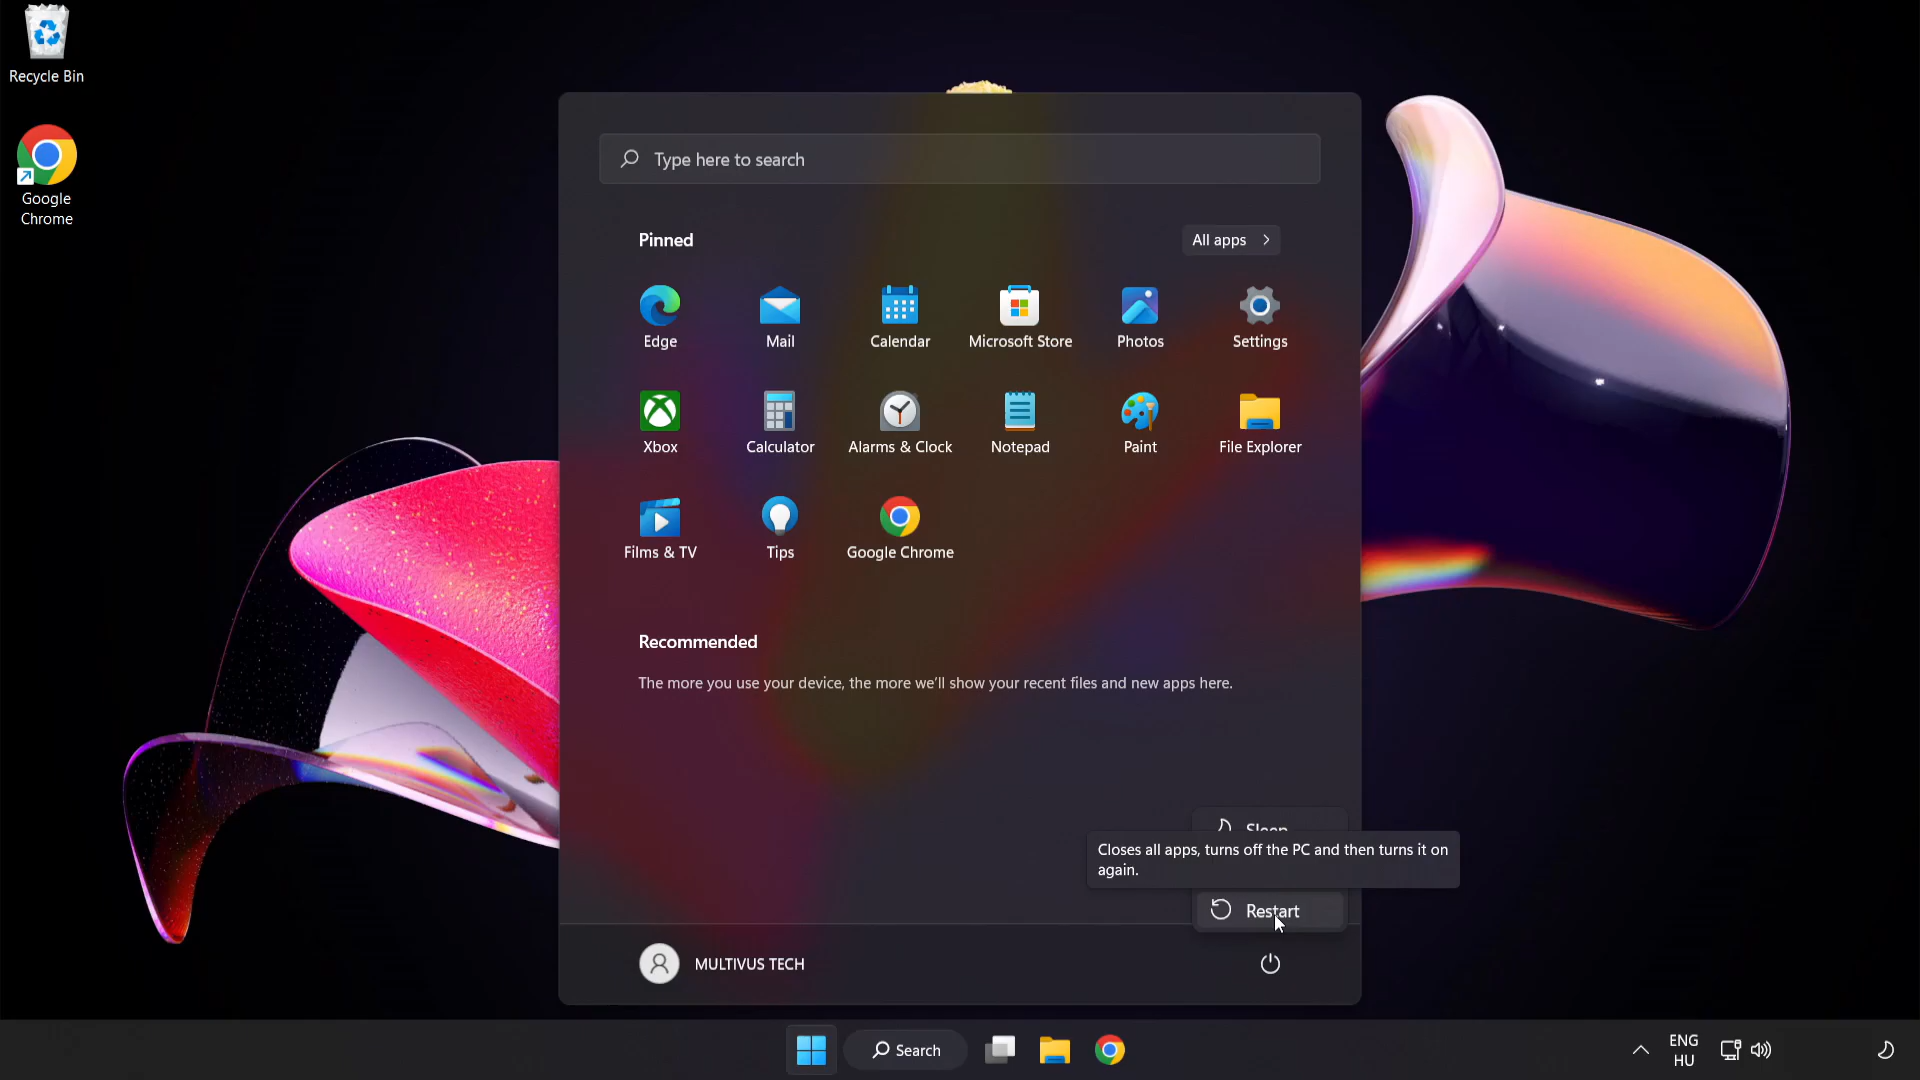 Recycle Bin
Google
Chrome
Type here to search
Pinned
All apps
Edge
Mail
Calendar
Microsoft Store
Photos
Settings
Xbox
Calculator
Alarms & Clock
Notepad
Paint
File Explorer
Films & TV
Tips
Google Chrome
Recommended
The more you use your device, the more we'll show your recent files and new apps here.
Sleep
Closes all apps, turns off the PC and then turns it on
again.
Restart
MULTIVUS TECH
Search
ENG
HU